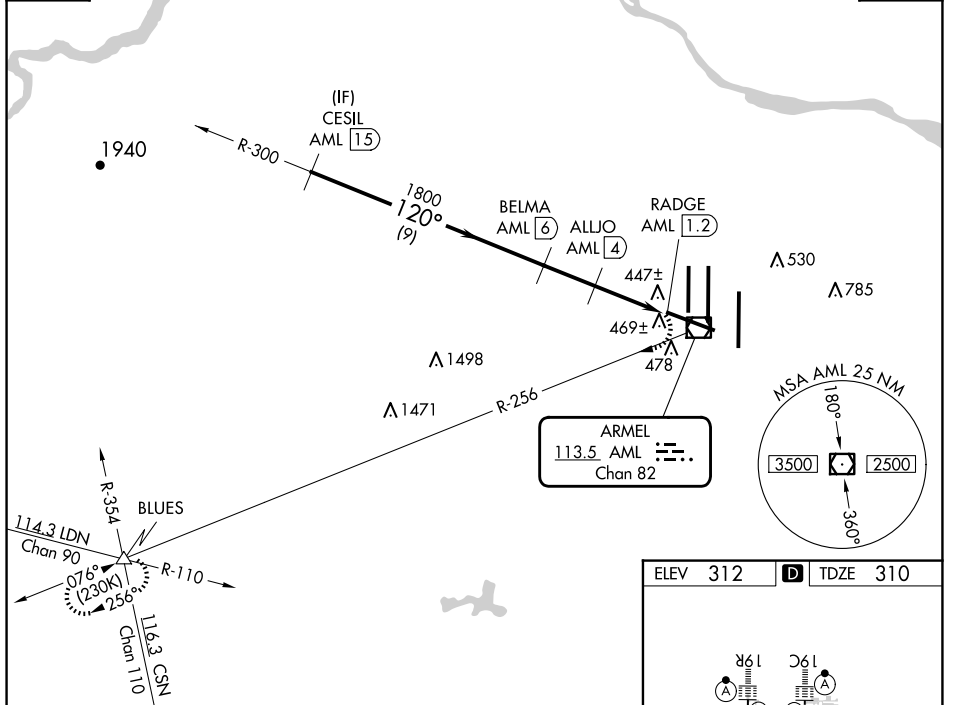 (IF)
CESIL
AML 15
R-300
1940
1800
120°
(9)
BELMA
AML 6
ALLJO
AML 4
RADGE
AML 1.2
530
785
447±
469±
478
1498
1471
R-256
ARMEL
113.5 AML
Chan 82
MSA AML 25 NM
180°
3500
2500
360°
R-354
BLUES
114.3 LDN
Chan 90
R-110
076°
(230K)
256°
116.3 CSN
Chan 110
ELEV 312 D TDZE 310
19R
19C
A
A